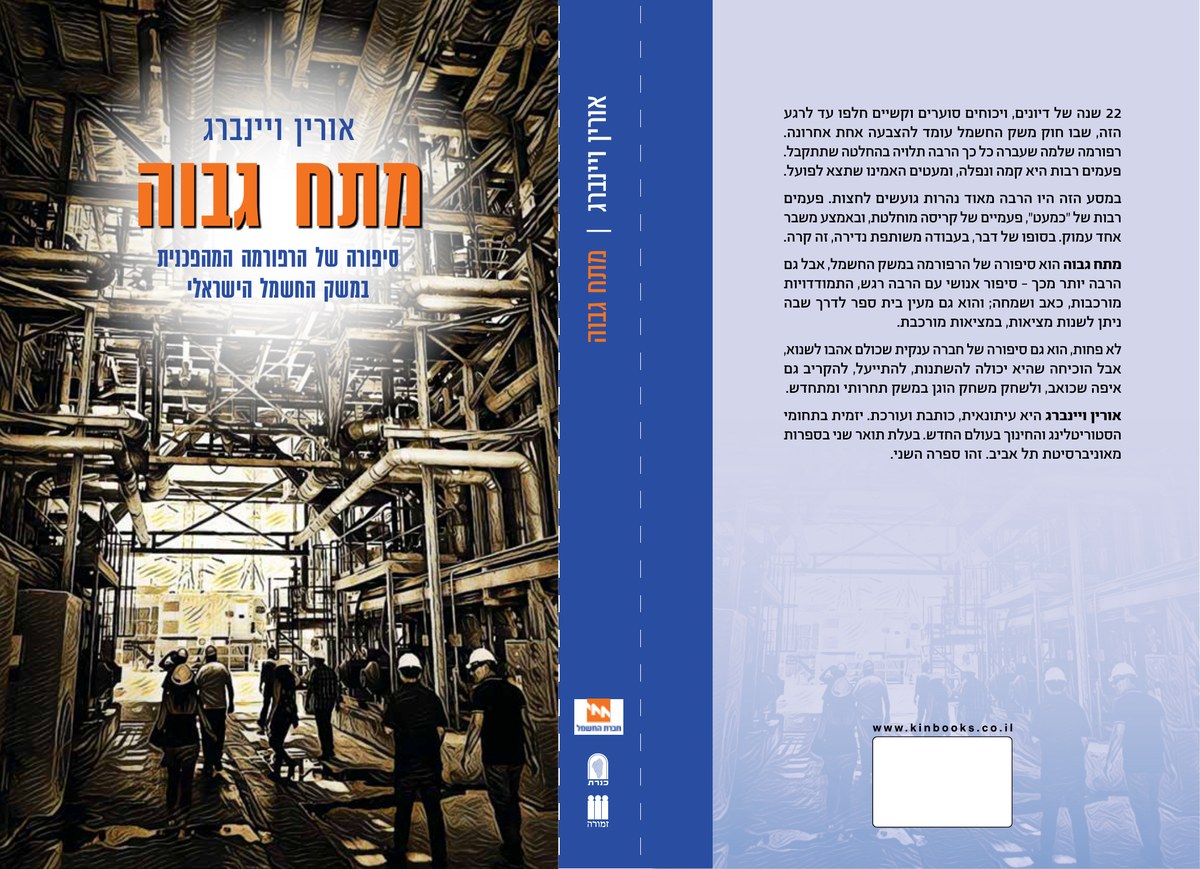 אורין ויינברג
מתח גבוה
סיפורה של הרפורמה המהפכנית
במשק החשמל הישראלי
אורין ויינברג | מתח גבוה
חברת החשמל
כנרת
זמורה
22 שנה של דיונים, ויכוחים סוערים וקשיים חלפו עד לרגע
הזה, שבו חוק משק החשמל עומד להצבעה אחת אחרונה.
רפורמה שלמה שעברה כל כך הרבה תלויה בהחלטה שתתקבל.
פעמים רבות היא קמה ונפלה, ומעטים האמינו שתצא לפועל.
במסע הזה היו הרבה מאוד נהרות גועשים לחצות. פעמים
רבות של "כמעט", פעמיים של קריסה מוחלטת, ובאמצע משבר
אחד עמוק. בסופו של דבר, בעבודה משותפת נדירה, זה קרה.
מתח גבוה הוא סיפורה של הרפורמה במשק החשמל, אבל גם
הרבה יותר מכך – סיפור אנושי עם הרבה רגש, התמודדויות
מורכבות, כאב ושמחה; והוא גם מעין בית ספר לדרך שבה
ניתן לשנות מציאות, במציאות מורכבת.
לא פחות, הוא גם סיפורה של חברה ענקית שכולם אהבו לשנוא,
אבל הוכיחה שהיא יכולה להשתנות, להתייעל, להקריב גם
איפה שכואב, ולשחק משחק הוגן במשק תחרותי ומתחדש.
אורין ויינברג היא עיתונאית, כותבת ועורכת. יזמית בתחומי
הסטוריטלינג והחינוך בעולם החדש. בעלת תואר שני בספרות
מאוניברסיטת תל אביב. זהו ספרה השני.
www.kinbooks.co.il